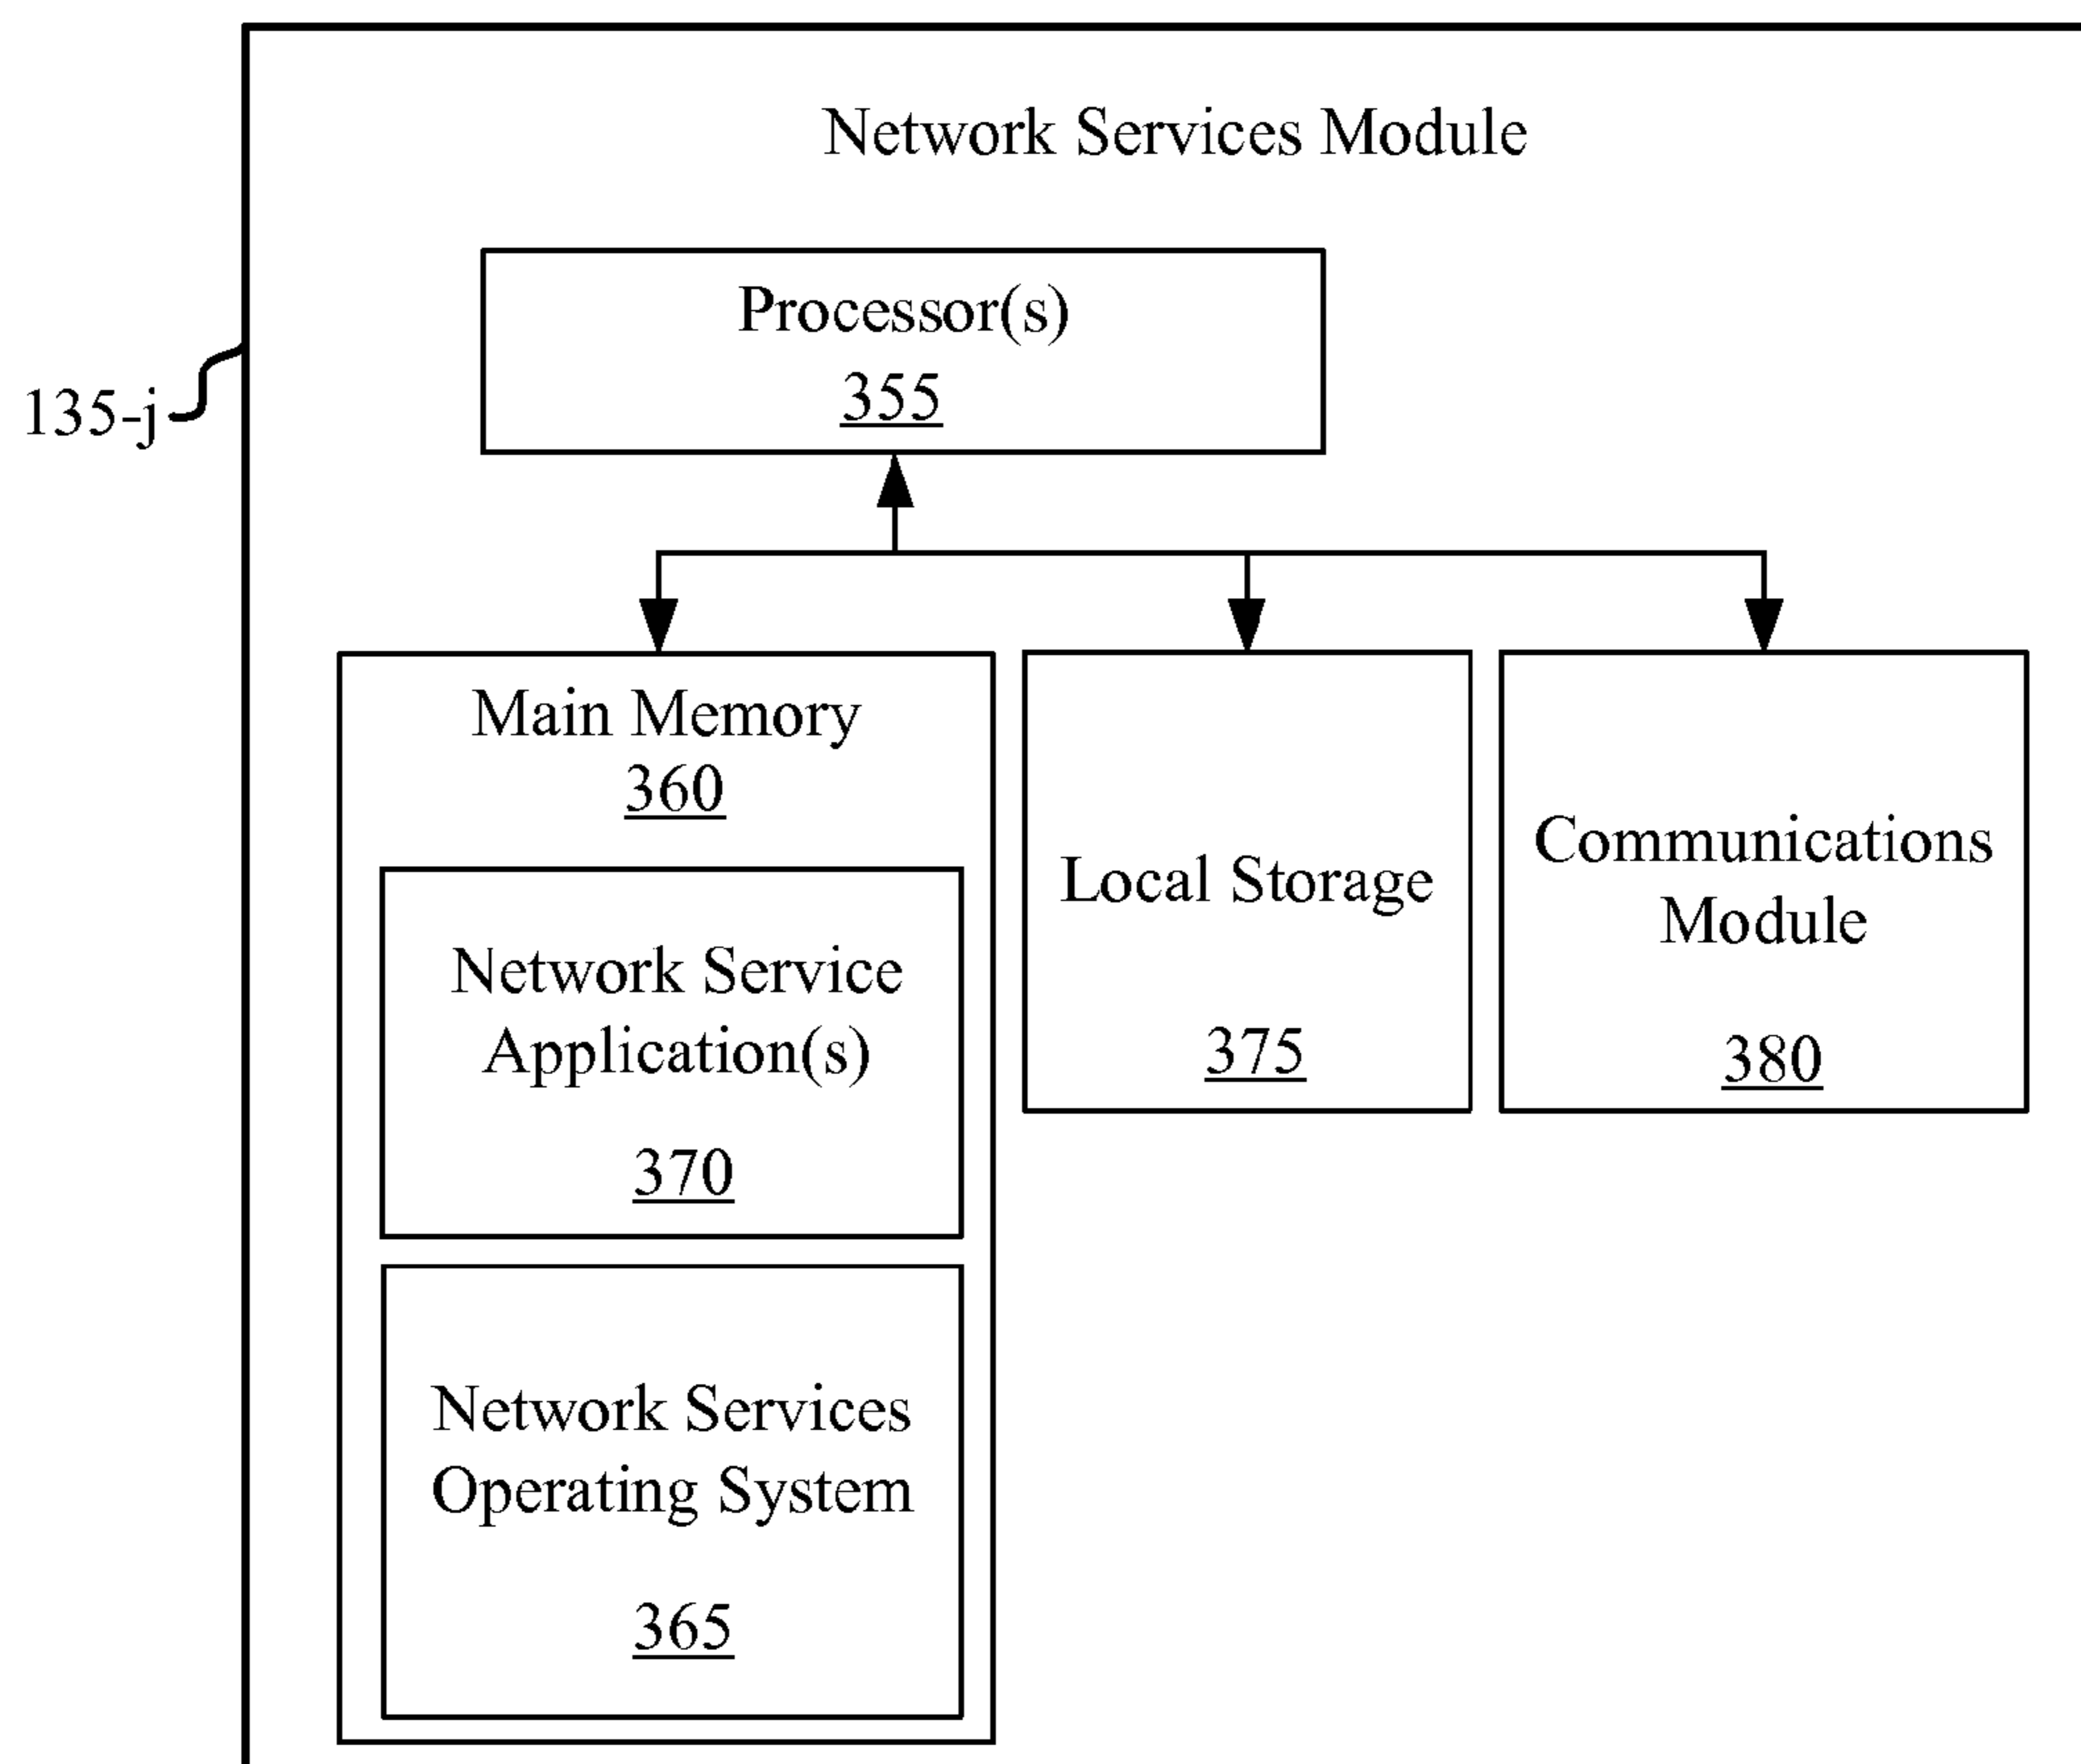 Network Services Module
Processor(s)
355
135-j
Main Memory
360
Network Service
Application(s)
370
Network Services
Operating System
365
Local Storage
375
Communications
Module
380